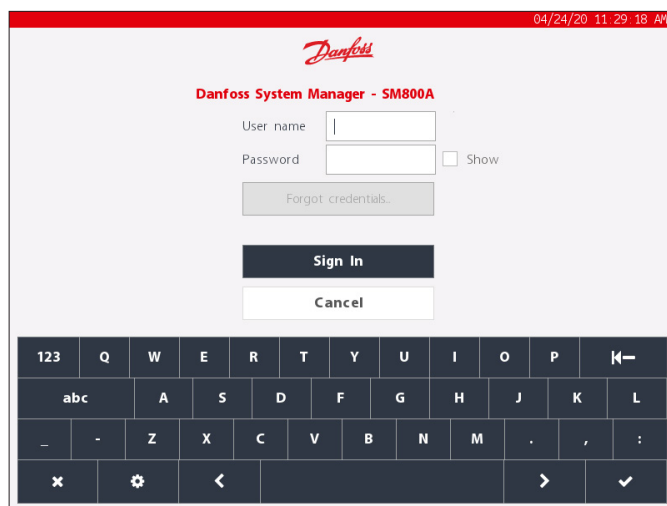 04/24/20 11:29:18 AM
Danfoss
Danfoss System Manager - SM800A
User name
Password Show
Forgot credentials..
Sign In
Cancel
123 Q W E R T Y U I O P
abc A S D F G H J K L
_ - Z X C V B N M . , :